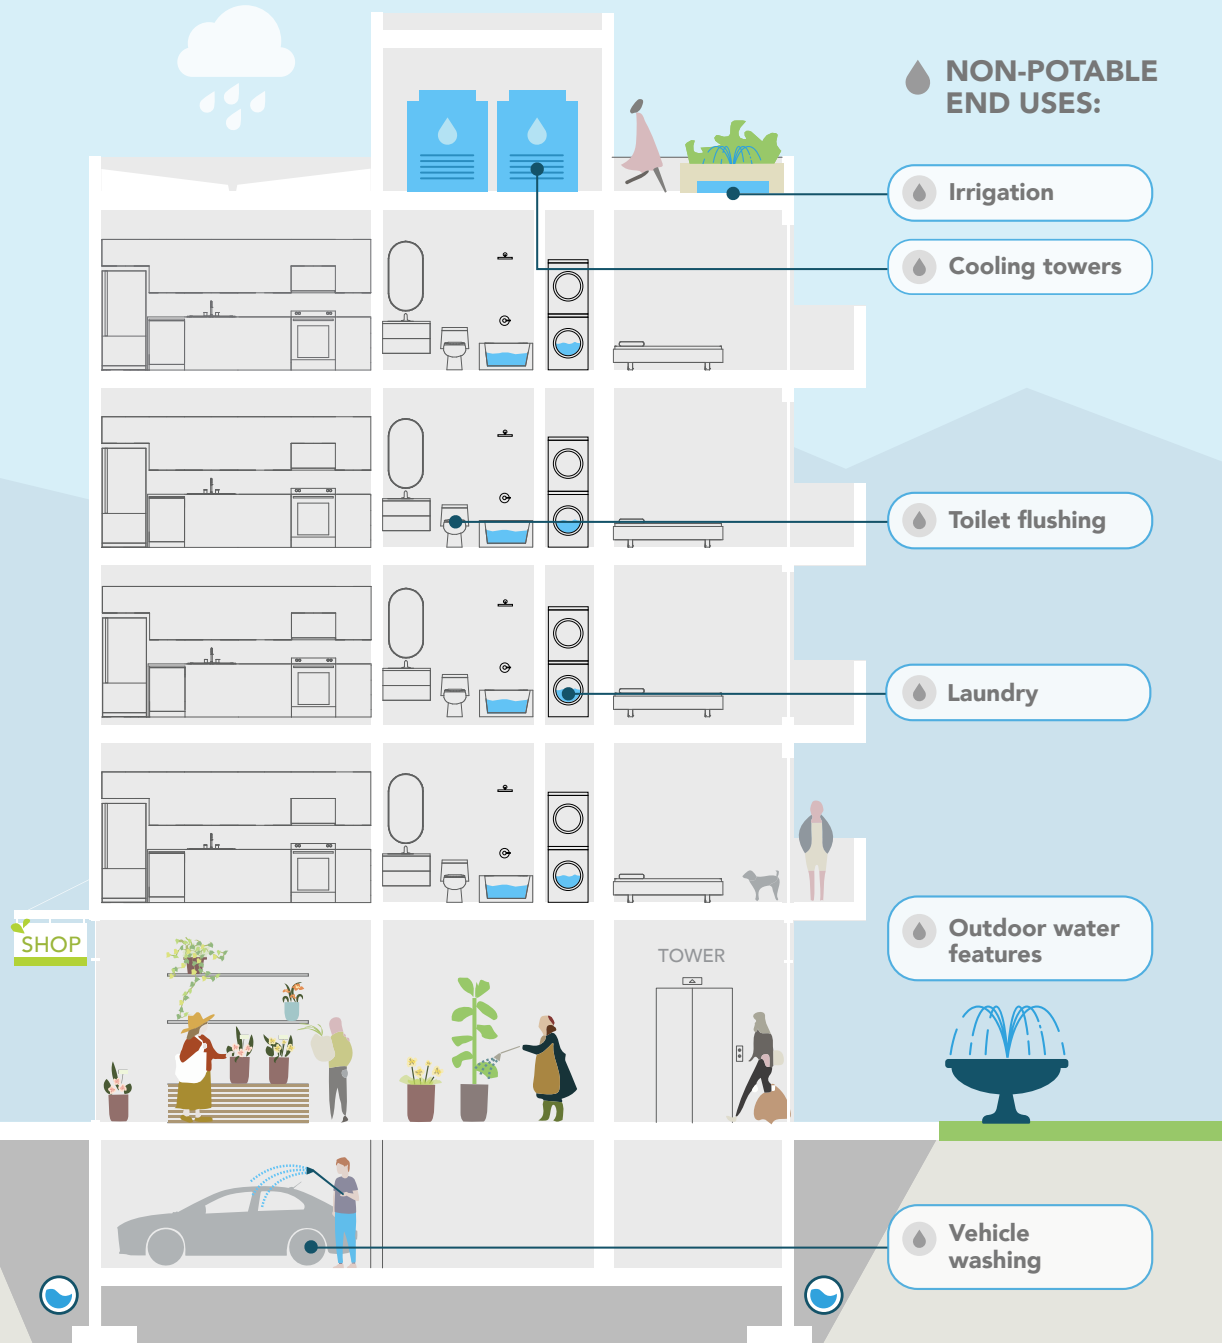 NON-POTABLE
END USES:
Irrigation
Cooling towers
Toilet flushing
Laundry
Outdoor water
features
SHOP
TOWER
Vehicle
washing